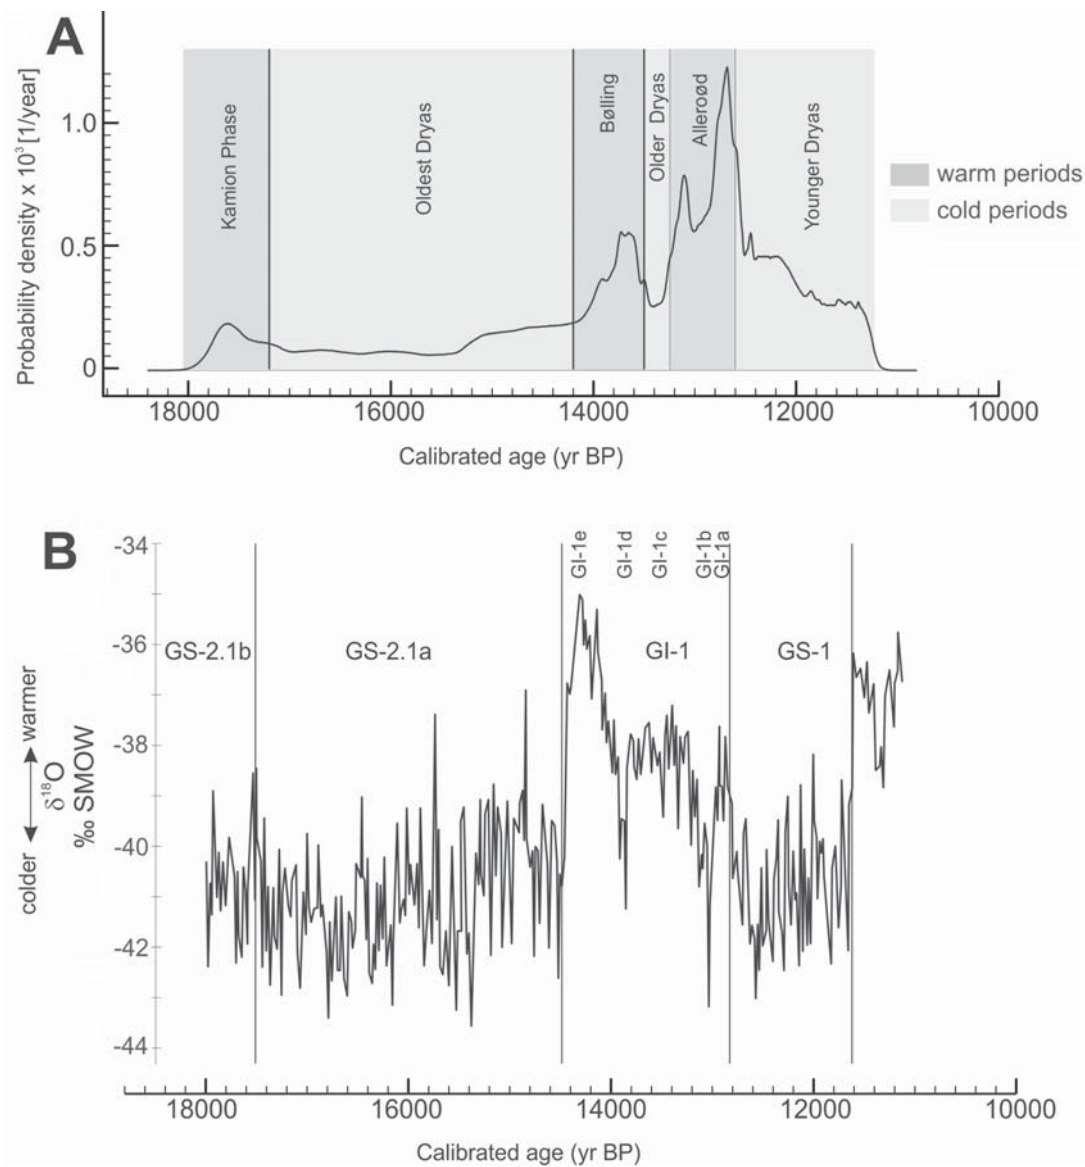 A
Probability density x 10³ [1/year]
1.0
0.5
0
Kamion Phase
Oldest Dryas
Bølling
Older Dryas
Alleroød
Younger Dryas
warm periods
cold periods
18000 16000 14000 12000 10000
Calibrated age (yr BP)
B
-34
-36
-38
-40
-42
-44
colder warmer
δ¹⁸O
‰ SMOW
GI-1e GI-1d GI-1c GI-1b GI-1a
GS-2.1b GS-2.1a GI-1 GS-1
18000 16000 14000 12000 10000
Calibrated age (yr BP)